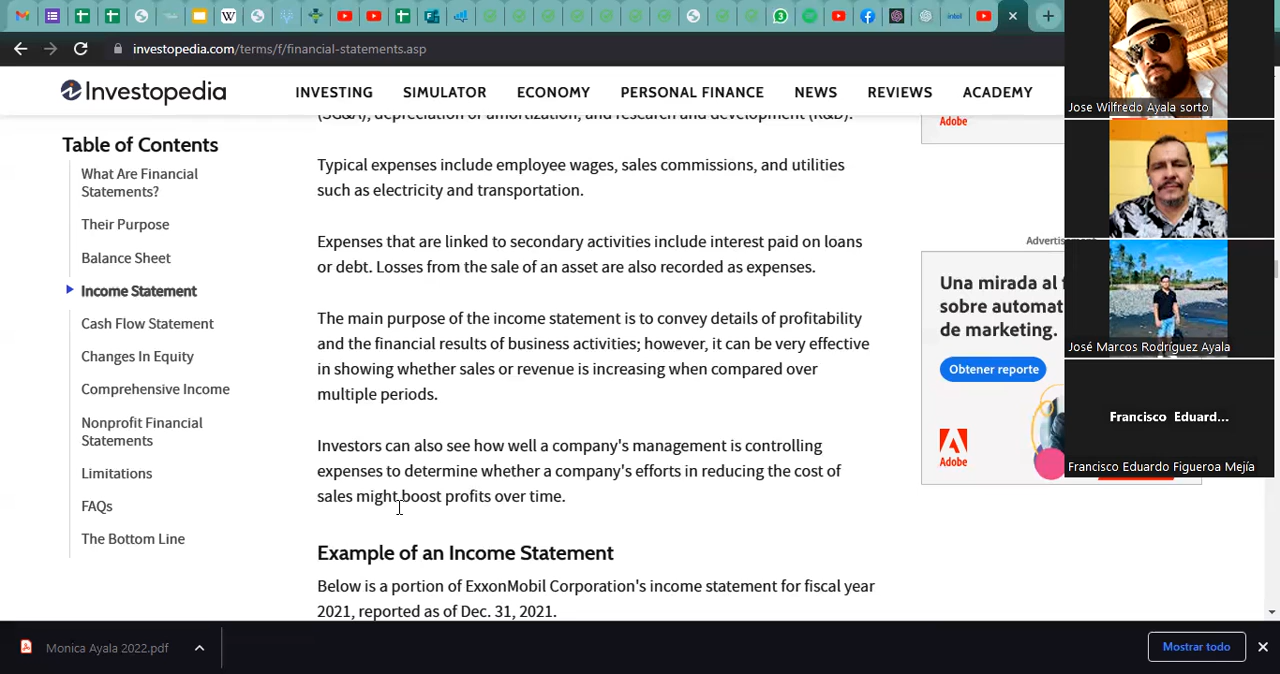 investopedia.com/terms/f/financial-statements.asp
Investopedia
INVESTING
SIMULATOR
ECONOMY
PERSONAL FINANCE
NEWS
REVIEWS
ACADEMY
Table of Contents
What Are Financial
Statements?
Their Purpose
Balance Sheet
Income Statement
Cash Flow Statement
Changes In Equity
Comprehensive Income
Nonprofit Financial
Statements
Limitations
FAQs
The Bottom Line
(SG&A), depreciation or amortization, and research and development (R&D).
Typical expenses include employee wages, sales commissions, and utilities
such as electricity and transportation.
Expenses that are linked to secondary activities include interest paid on loans
or debt. Losses from the sale of an asset are also recorded as expenses.
The main purpose of the income statement is to convey details of profitability
and the financial results of business activities; however, it can be very effective
in showing whether sales or revenue is increasing when compared over
multiple periods.
Investors can also see how well a company's management is controlling
expenses to determine whether a company's efforts in reducing the cost of
sales might boost profits over time.
Example of an Income Statement
Below is a portion of ExxonMobil Corporation's income statement for fiscal year
2021, reported as of Dec. 31, 2021.
Adobe
Una mirada al
sobre automat
de marketing.
Obtener reporte
Adobe
Jose Wilfredo Ayala sorto
José Marcos Rodríguez Ayala
Francisco Eduard...
Francisco Eduardo Figueroa Mejía
Monica Ayala 2022.pdf
Mostrar todo